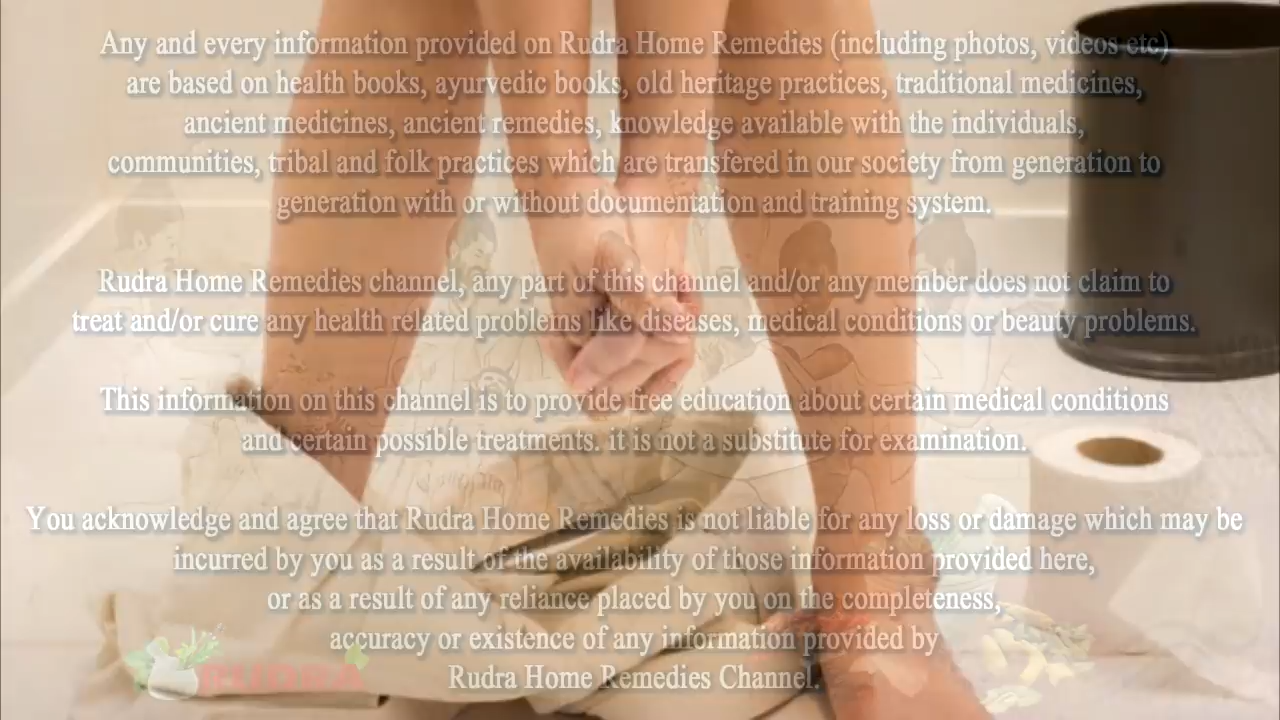 Any and every information provided on Rudra Home Remedies (including photos, videos etc)
are based on health books, ayurvedic books, old heritage practices, traditional medicines,
ancient medicines, ancient remedies, knowledge available with the individuals,
communities, tribal and folk practices which are transfered in our society from generation to
generation with or without documentation and training system.
Rudra Home Remedies channel, any part of this channel and/or any member does not claim to
treat and/or cure any health related problems like diseases, medical conditions or beauty problems.
This information on this channel is to provide free education about certain medical conditions
and certain possible treatments. it is not a substitute for examination.
You acknowledge and agree that Rudra Home Remedies is not liable for any loss or damage which may be
incurred by you as a result of the availability of those information provided here,
or as a result of any reliance placed by you on the completeness,
accuracy or existence of any information provided by
Rudra Home Remedies Channel.
RUDRA